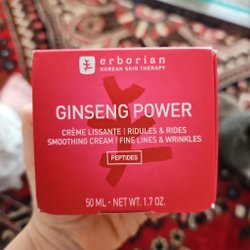 erborian
KOREAN SKIN THERAPY
GINSENG POWER
CRÈME LISSANTE | RIDULES & RIDES
SMOOTHING CREAM | FINE LINES & WRINKLES
PEPTIDES
50 ML - NET WT. 1.7 OZ.